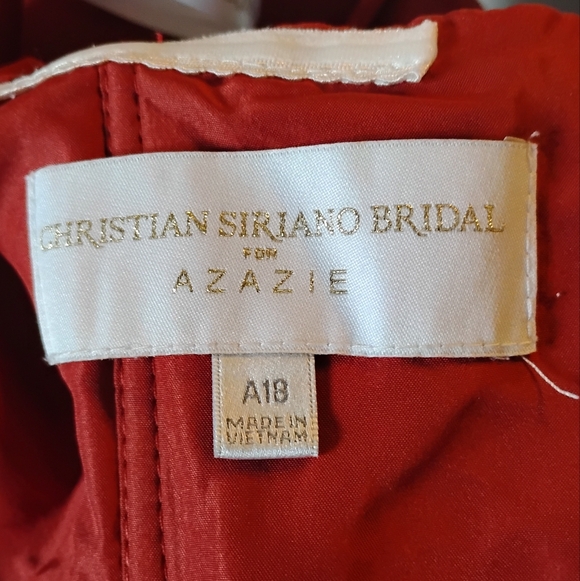 CHRISTIAN SIRIANO BRIDAL
FOR
AZAZIE
A18
MADE IN
VIETNAM